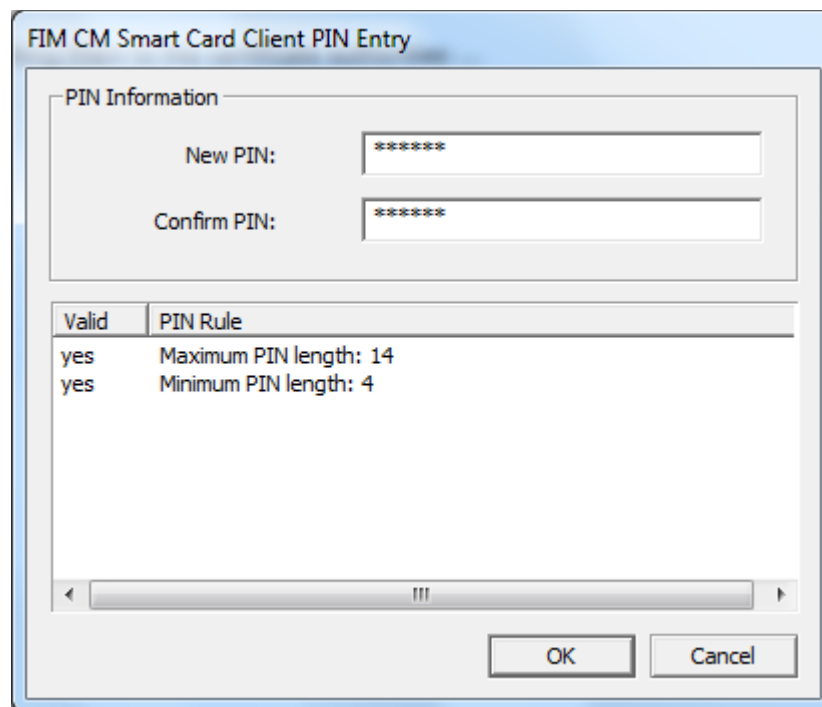 FIM CM Smart Card Client PIN Entry
PIN Information
New PIN: ******
Confirm PIN: ******
Valid PIN Rule
yes Maximum PIN length: 14
yes Minimum PIN length: 4
OK Cancel